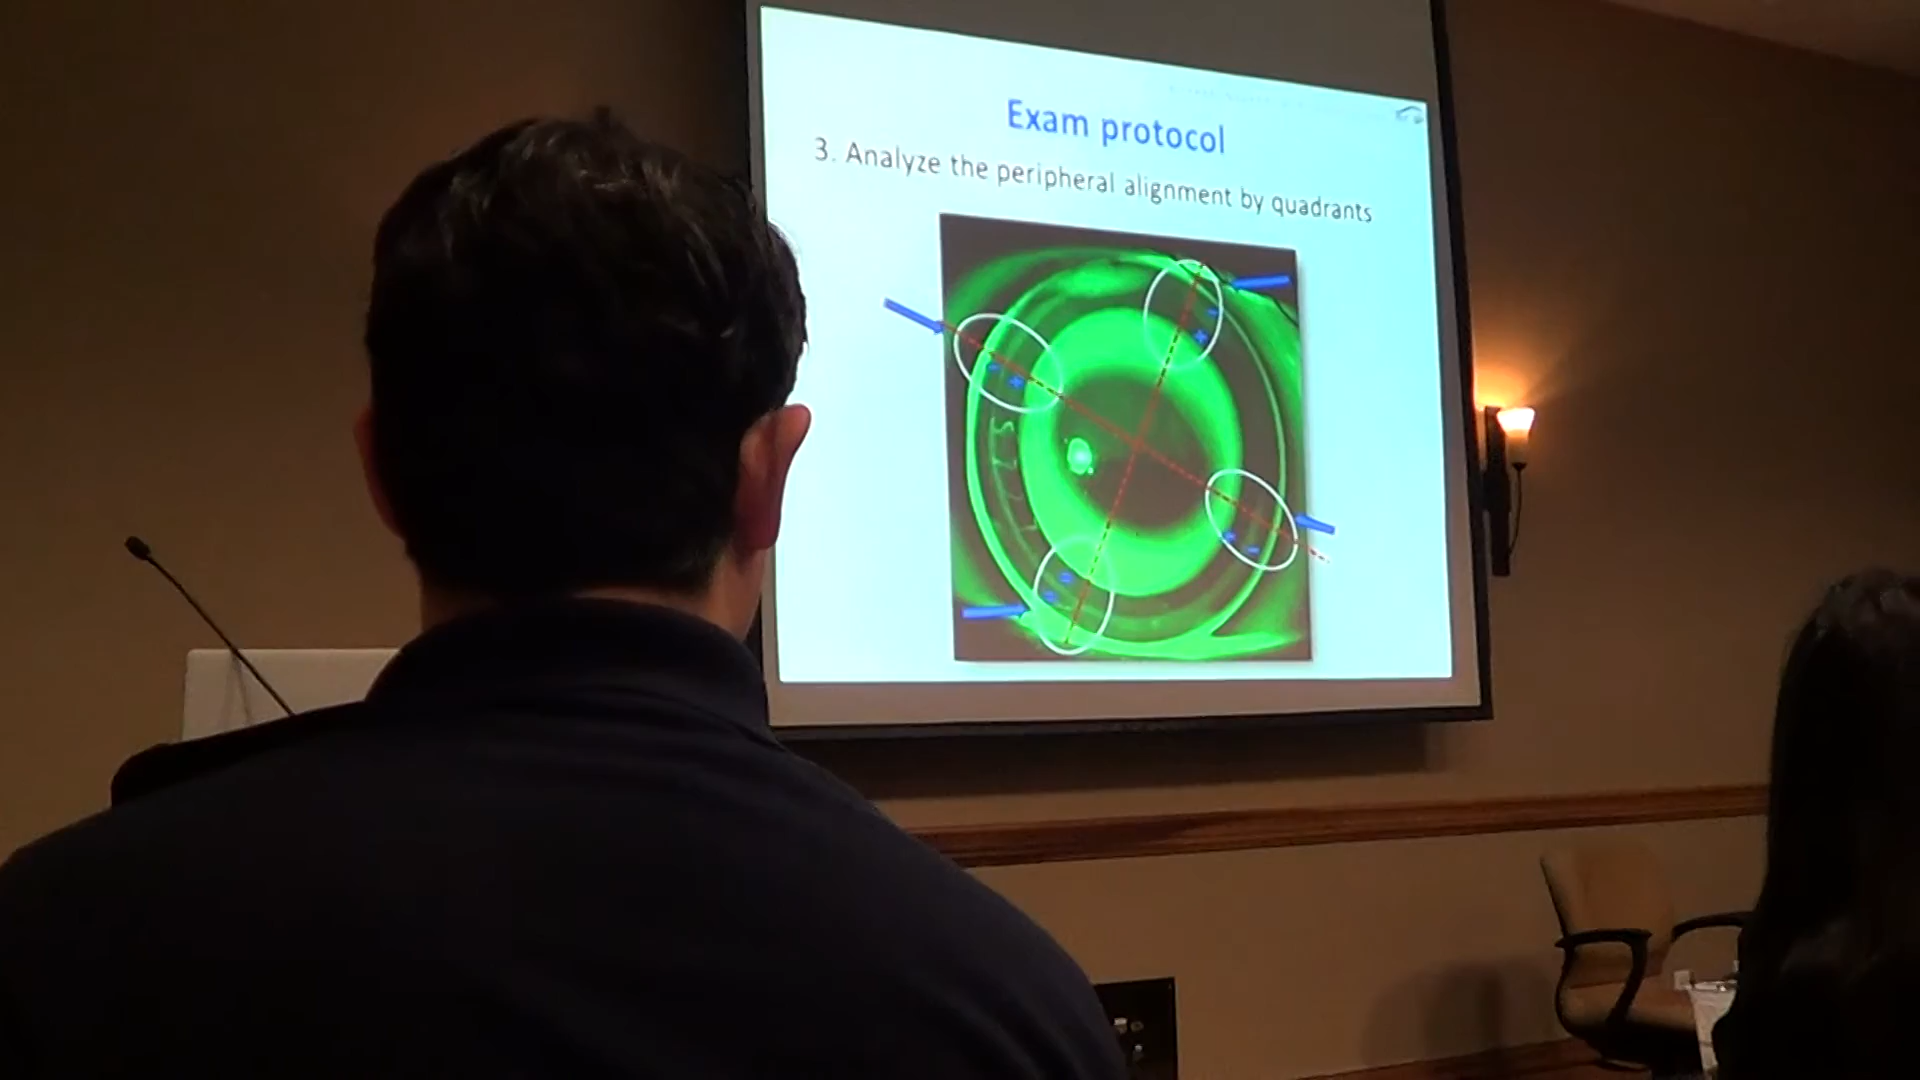 Exam protocol
3. Analyze the peripheral alignment by quadrants